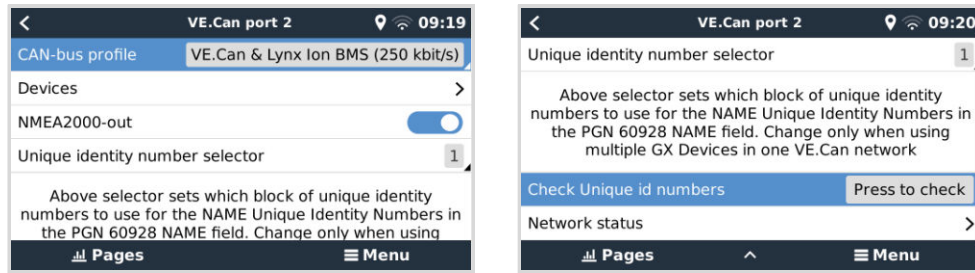 VE.Can port 2
09:19
CAN-bus profile
VE.Can & Lynx Ion BMS (250 kbit/s)
Devices
NMEA2000-out
Unique identity number selector
1
Above selector sets which block of unique identity
numbers to use for the NAME Unique Identity Numbers in
the PGN 60928 NAME field. Change only when using
Pages
Menu
VE.Can port 2
09:20
Unique identity number selector
1
Above selector sets which block of unique identity
numbers to use for the NAME Unique Identity Numbers in
the PGN 60928 NAME field. Change only when using
multiple GX Devices in one VE.Can network
Check Unique id numbers
Press to check
Network status
Pages
Menu